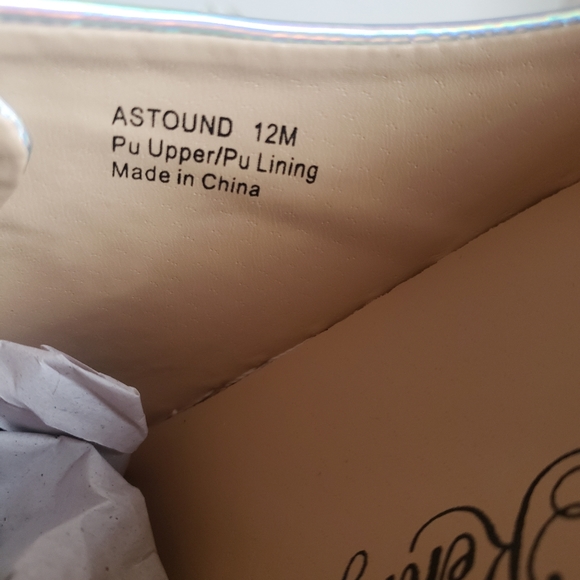 ASTOUND 12M
Pu Upper/Pu Lining
Made in China